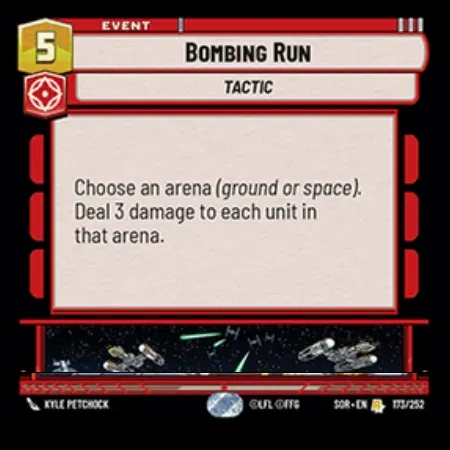 EVENT
5
BOMBING RUN
TACTIC
Choose an arena (ground or space).
Deal 3 damage to each unit in
that arena.
KYLE PETCHOCK ©LFL ©FFG SOR • EN 173/252